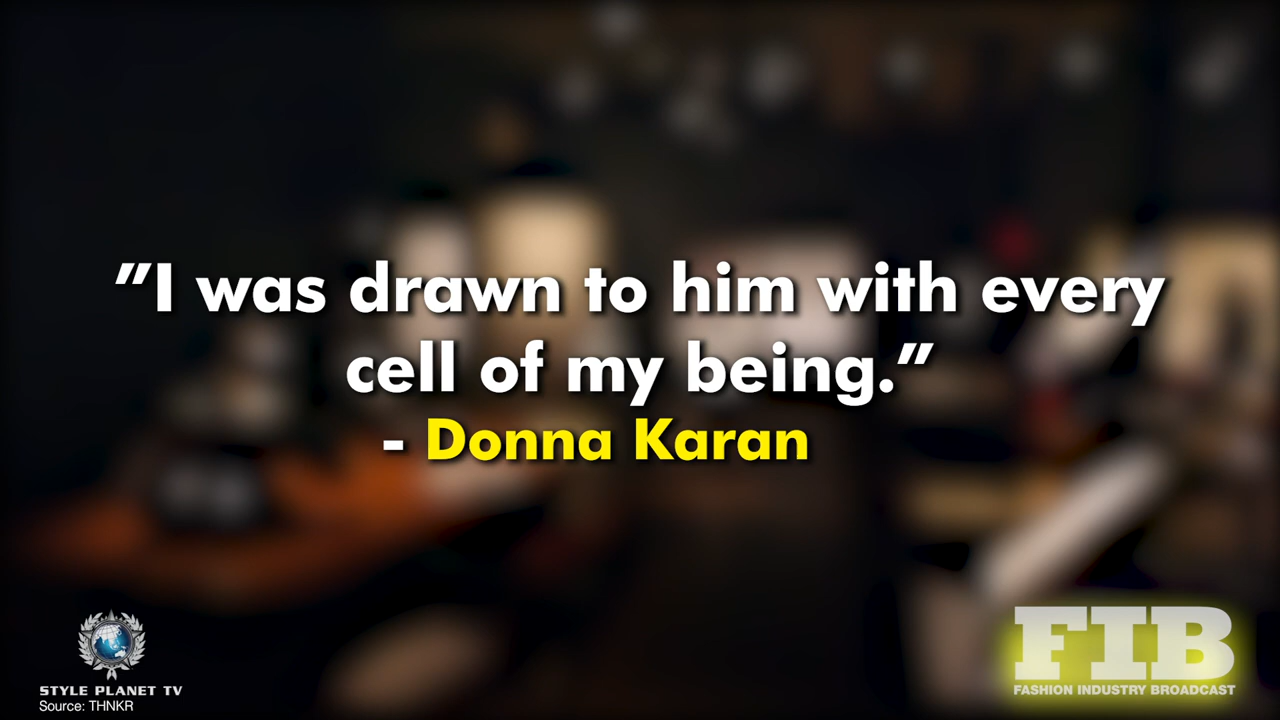 "I was drawn to him with every
cell of my being."
- Donna Karan
STYLE PLANET TV
Source: THNKR
FIB
FASHION INDUSTRY BROADCAST